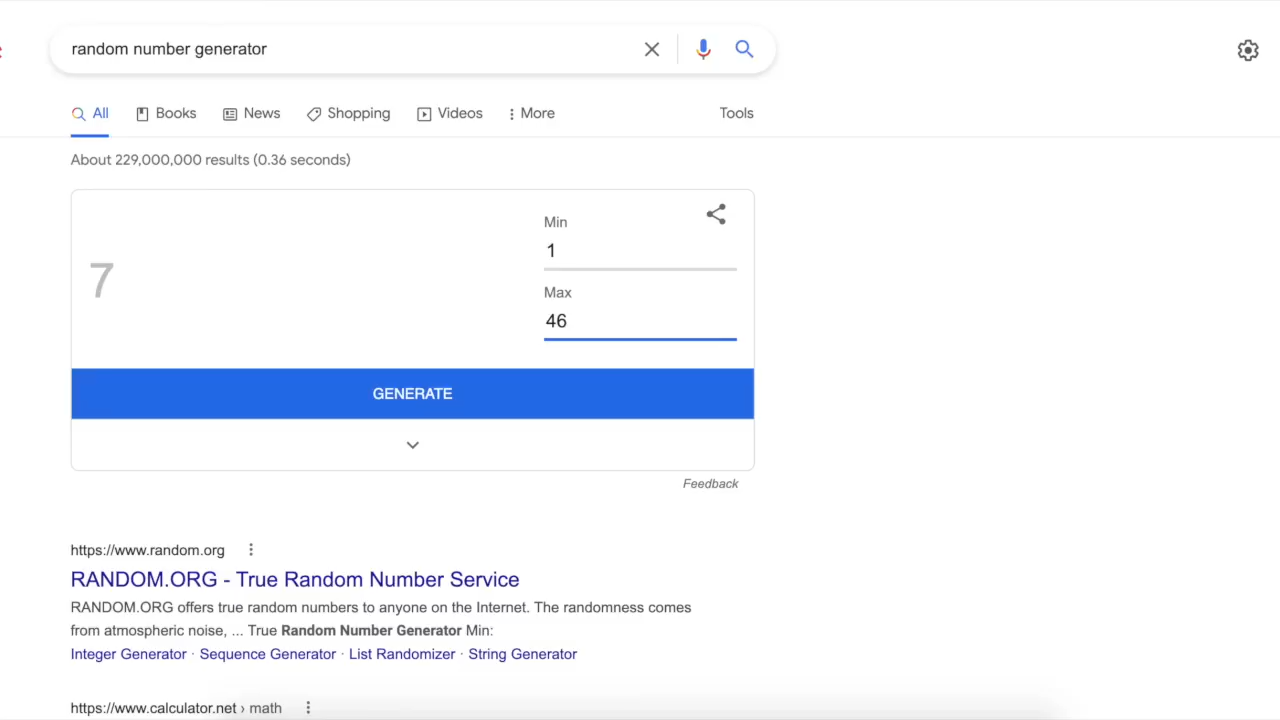 random number generator
All Books News Shopping Videos More Tools
About 229,000,000 results (0.36 seconds)
Min
1
7
Max
46
GENERATE
Feedback
https://www.random.org
RANDOM.ORG - True Random Number Service
RANDOM.ORG offers true random numbers to anyone on the Internet. The randomness comes
from atmospheric noise, ... True Random Number Generator Min:
Integer Generator · Sequence Generator · List Randomizer · String Generator
https://www.calculator.net › math